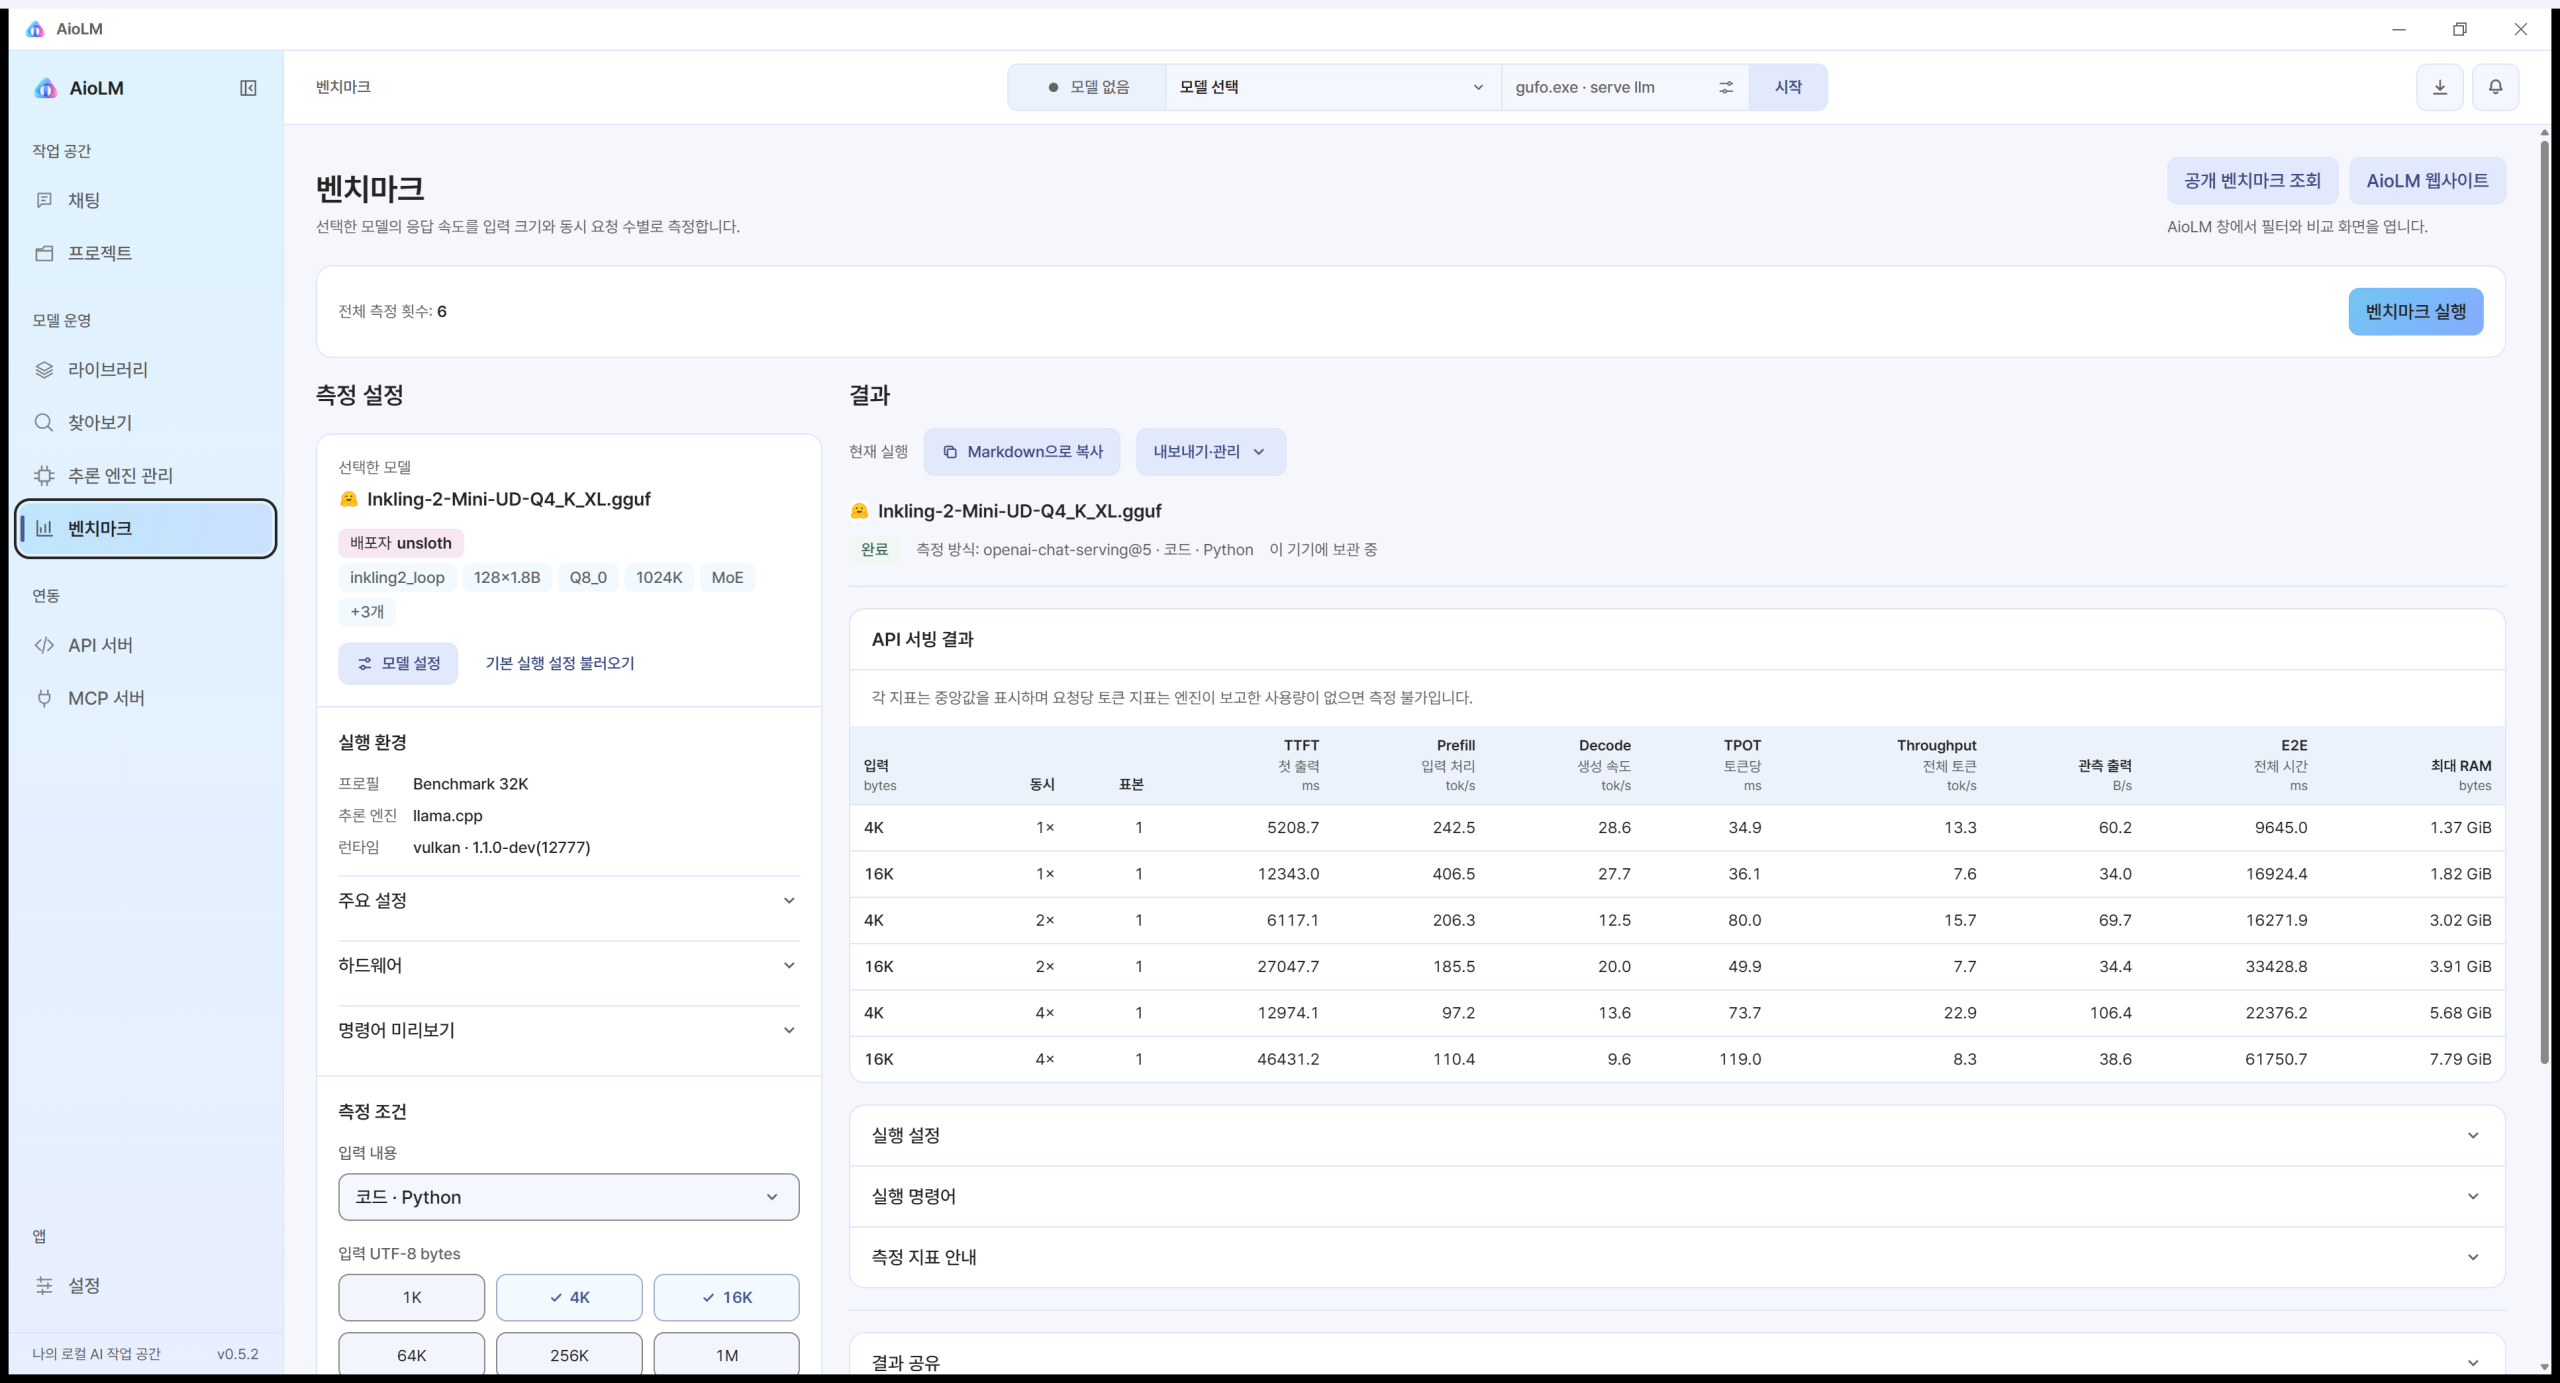 AioLM
AioLM
작업 공간
채팅
프로젝트
모델 운영
라이브러리
찾아보기
추론 엔진 관리
벤치마크
연동
API 서버
MCP 서버
앱
설정
나의 로컬 AI 작업 공간 v0.5.2
벤치마크
모델 없음 모델 선택 gufo.exe · serve llm 시작
벤치마크
선택한 모델의 응답 속도를 입력 크기와 동시 요청 수별로 측정합니다.
공개 벤치마크 조회 AioLM 웹사이트
AioLM 창에서 필터와 비교 화면을 엽니다.
전체 측정 횟수: 6 벤치마크 실행
측정 설정
선택한 모델
Inkling-2-Mini-UD-Q4_K_XL.gguf
배포자 unsloth
inkling2_loop 128×1.8B Q8_0 1024K MoE
+3개
모델 설정 기본 실행 설정 불러오기
실행 환경
프로필 Benchmark 32K
추론 엔진 llama.cpp
런타임 vulkan · 1.1.0-dev(12777)
주요 설정
하드웨어
명령어 미리보기
측정 조건
입력 내용
코드 · Python
입력 UTF-8 bytes
1K ✓ 4K ✓ 16K
64K 256K 1M
결과
현재 실행 Markdown으로 복사 내보내기·관리
Inkling-2-Mini-UD-Q4_K_XL.gguf
완료 측정 방식: openai-chat-serving@5 · 코드 · Python 이 기기에 보관 중
API 서빙 결과
각 지표는 중앙값을 표시하며 요청당 토큰 지표는 엔진이 보고한 사용량이 없으면 측정 불가입니다.
TTFT Prefill Decode TPOT Throughput E2E
입력 첫 출력 입력 처리 생성 속도 토큰당 전체 토큰 관측 출력 전체 시간 최대 RAM
bytes 동시 표본 ms tok/s tok/s ms tok/s B/s ms bytes
4K 1× 1 5208.7 242.5 28.6 34.9 13.3 60.2 9645.0 1.37 GiB
16K 1× 1 12343.0 406.5 27.7 36.1 7.6 34.0 16924.4 1.82 GiB
4K 2× 1 6117.1 206.3 12.5 80.0 15.7 69.7 16271.9 3.02 GiB
16K 2× 1 27047.7 185.5 20.0 49.9 7.7 34.4 33428.8 3.91 GiB
4K 4× 1 12974.1 97.2 13.6 73.7 22.9 106.4 22376.2 5.68 GiB
16K 4× 1 46431.2 110.4 9.6 119.0 8.3 38.6 61750.7 7.79 GiB
실행 설정
실행 명령어
측정 지표 안내
결과 공유